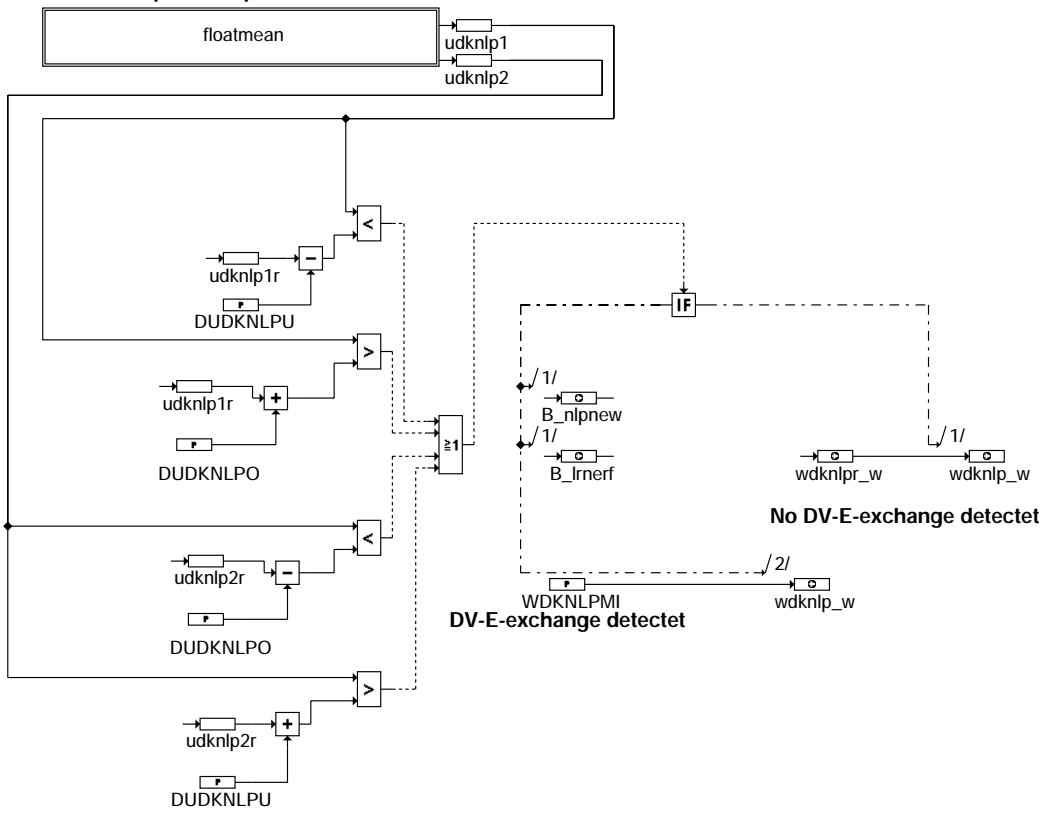 floatmean
udknlp1
udknlp2
<
udknlp1r
−
P
DUDKNLPU
>
udknlp1r
+
P
DUDKNLPO
≥1
<
udknlp2r
−
P
DUDKNLPO
>
udknlp2r
+
P
DUDKNLPU
IF
/1/
B_nlpnew
/1/
B_lrnerf
/1/
wdknlpr_w
wdknlp_w
No DV-E-exchange detectet
/2/
P
WDKNLPMI
wdknlp_w
DV-E-exchange detectet